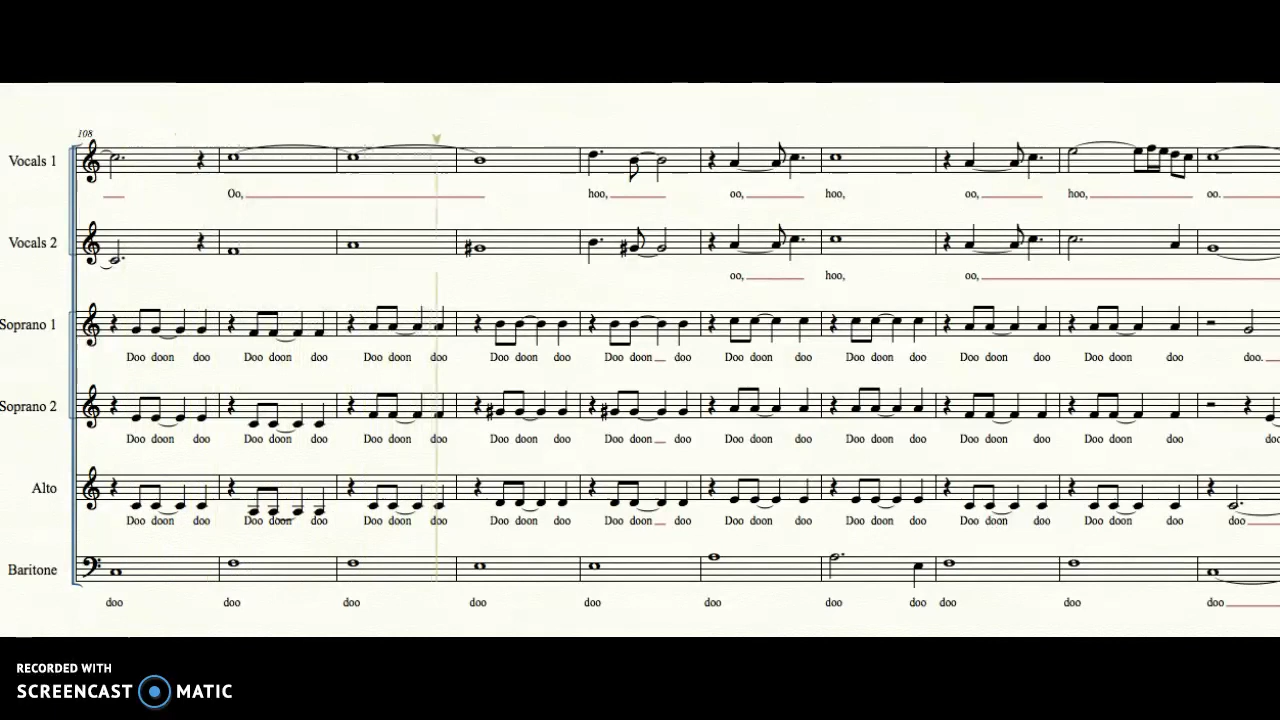 108
Vocals 1
Oo, hoo, oo, hoo, oo, hoo, oo.
Vocals 2
oo, hoo, oo,
Soprano 1
Doo doon doo Doo doon doo Doo doon doo Doo doon doo Doo doon doo Doo doon doo Doo doon doo Doo doon doo Doo doon doo doo.
Soprano 2
Doo doon doo Doo doon doo Doo doon doo Doo doon doo Doo doon doo Doo doon doo Doo doon doo Doo doon doo Doo doon doo doo
Alto
Doo doon doo Doo doon doo Doo doon doo Doo doon doo Doo doon doo Doo doon doo Doo doon doo Doo doon doo Doo doon doo doo
Baritone
doo doo doo doo doo doo doo doo doo doo doo
RECORDED WITH
SCREENCAST MATIC